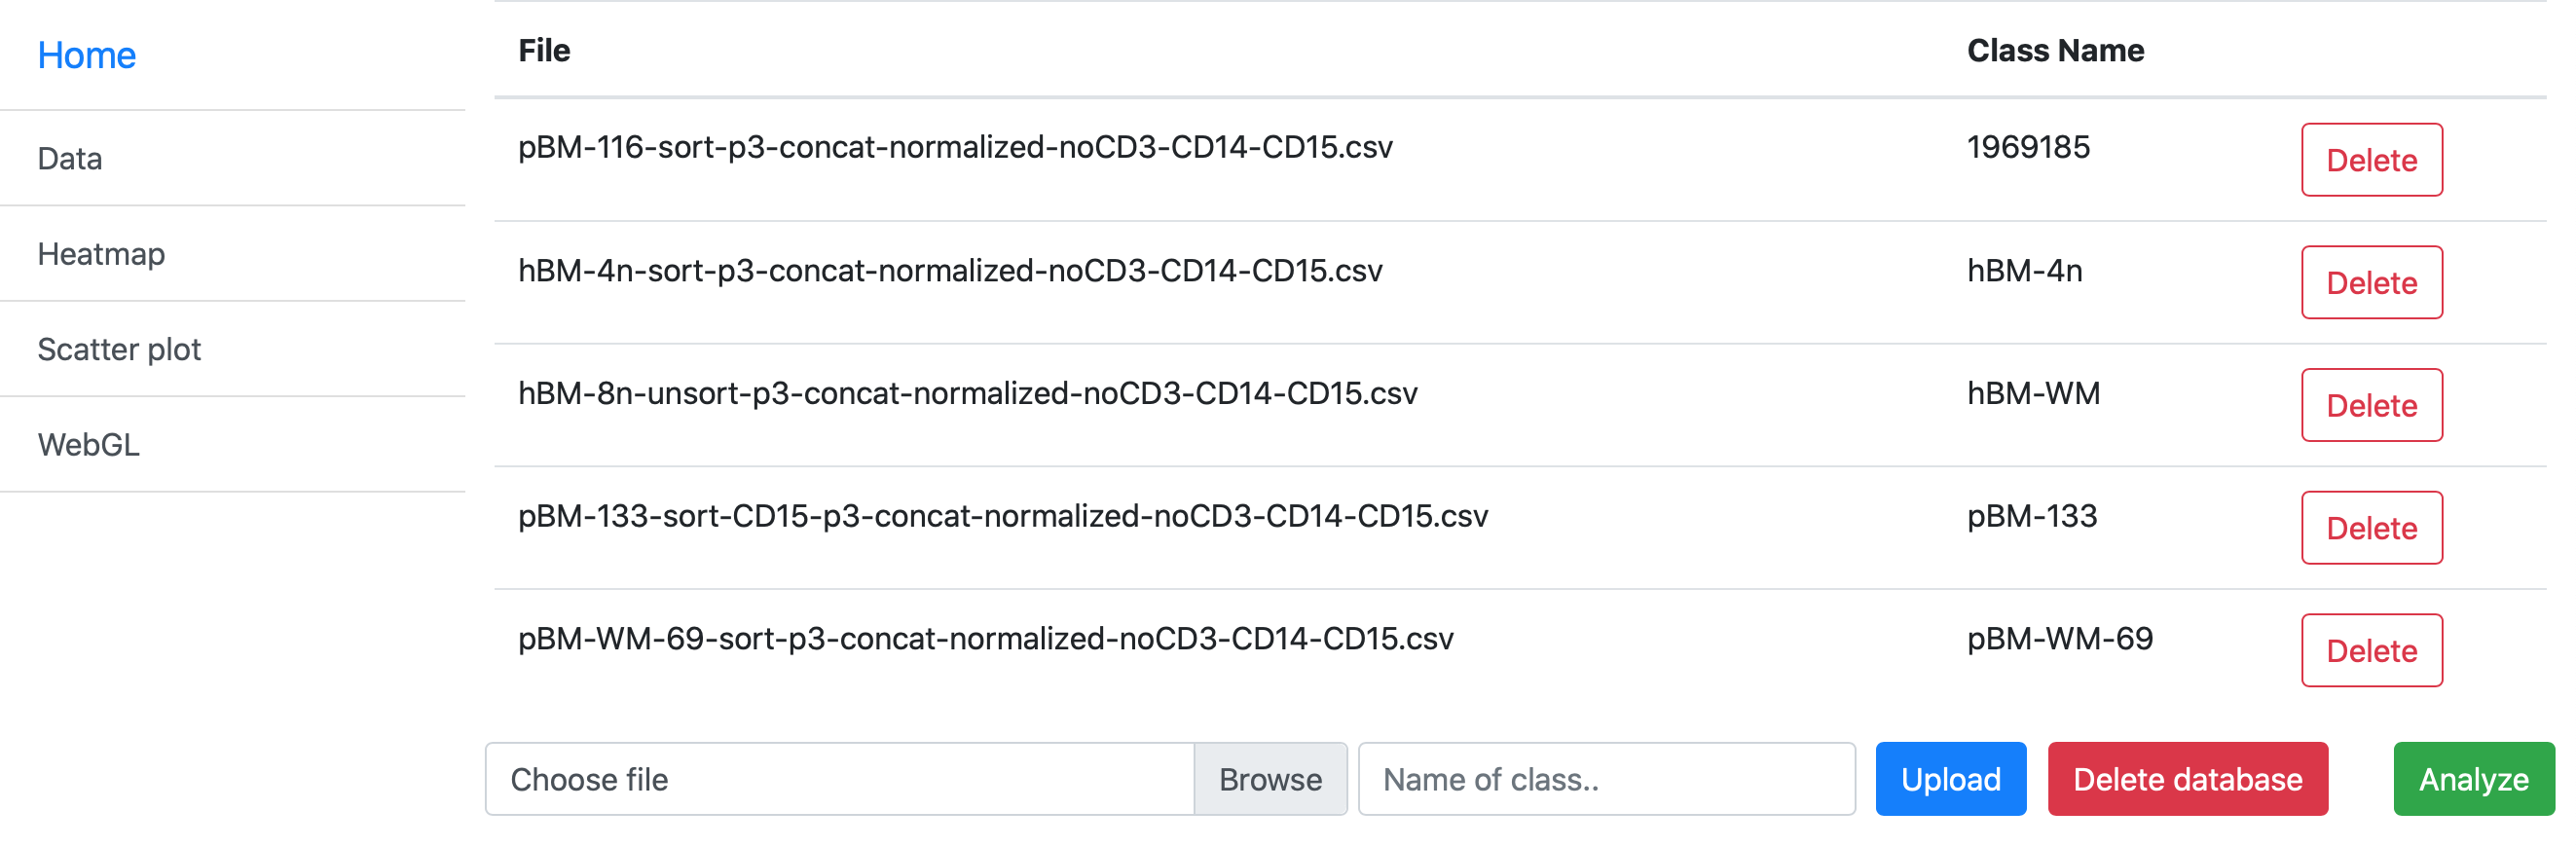 Home
Data
Heatmap
Scatter plot
WebGL
File Class Name
pBM-116-sort-p3-concat-normalized-noCD3-CD14-CD15.csv 1969185 Delete
hBM-4n-sort-p3-concat-normalized-noCD3-CD14-CD15.csv hBM-4n Delete
hBM-8n-unsort-p3-concat-normalized-noCD3-CD14-CD15.csv hBM-WM Delete
pBM-133-sort-CD15-p3-concat-normalized-noCD3-CD14-CD15.csv pBM-133 Delete
pBM-WM-69-sort-p3-concat-normalized-noCD3-CD14-CD15.csv pBM-WM-69 Delete
Choose file Browse Name of class.. Upload Delete database Analyze